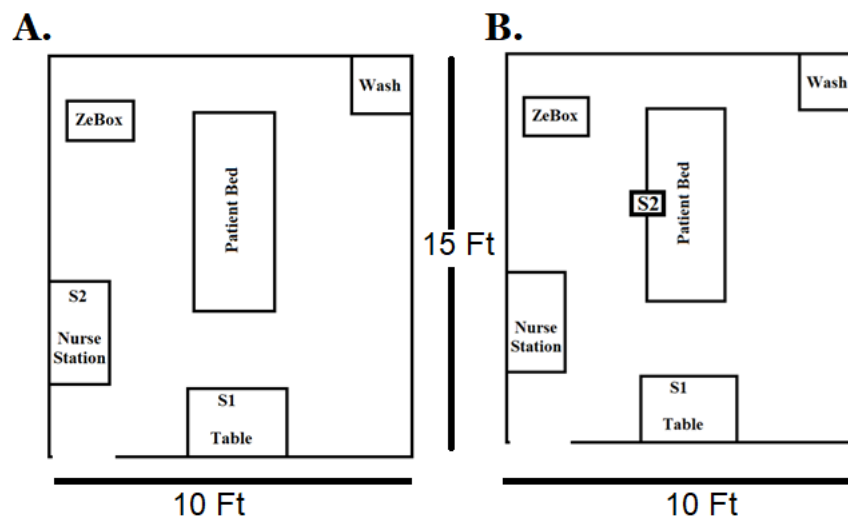 A.
Wash
ZeBox
Patient Bed
S2
Nurse
Station
S1
Table
10 Ft
15 Ft
B.
Wash
ZeBox
S2
Patient Bed
Nurse
Station
S1
Table
10 Ft